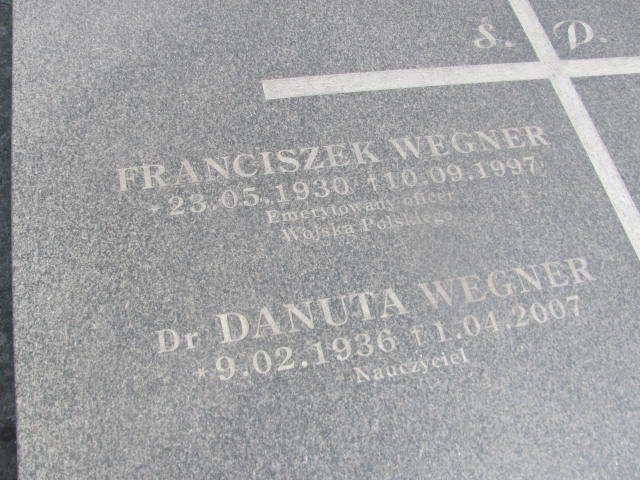 Ś. P.
FRANCISZEK WEGNER
* 23.05.1930 † 10.09.1997
Emerytowany oficer
Wojska Polskiego
Dr DANUTA WEGNER
* 9.02.1936 † 1.04.2007
Nauczyciel